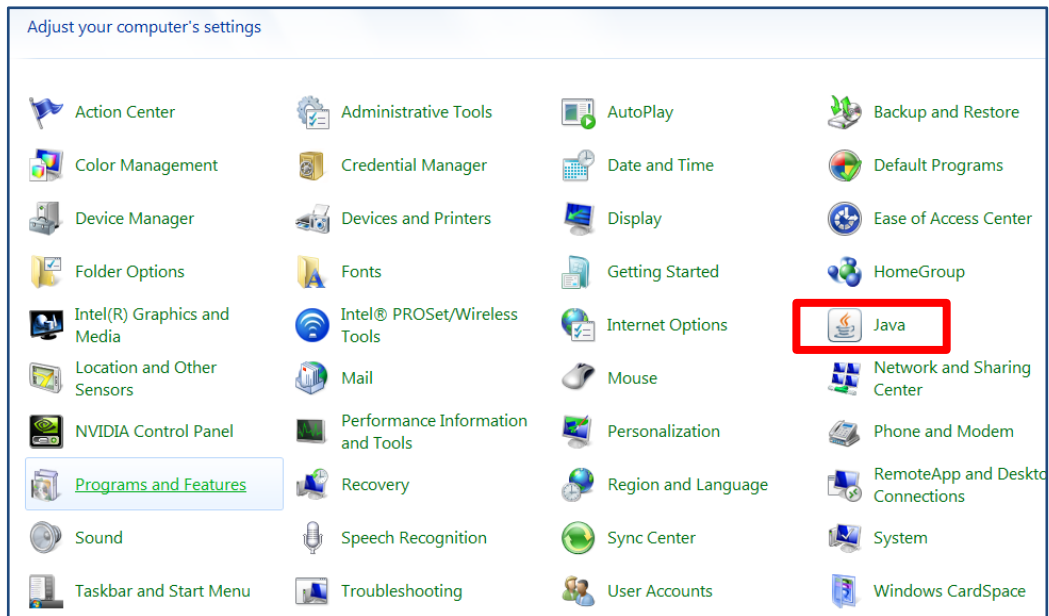 Adjust your computer's settings
Action Center
Administrative Tools
AutoPlay
Backup and Restore
Color Management
Credential Manager
Date and Time
Default Programs
Device Manager
Devices and Printers
Display
Ease of Access Center
Folder Options
Fonts
Getting Started
HomeGroup
Intel(R) Graphics and
Media
Intel® PROSet/Wireless
Tools
Internet Options
Java
Location and Other
Sensors
Mail
Mouse
Network and Sharing
Center
NVIDIA Control Panel
Performance Information
and Tools
Personalization
Phone and Modem
Programs and Features
Recovery
Region and Language
RemoteApp and Deskto
Connections
Sound
Speech Recognition
Sync Center
System
Taskbar and Start Menu
Troubleshooting
User Accounts
Windows CardSpace